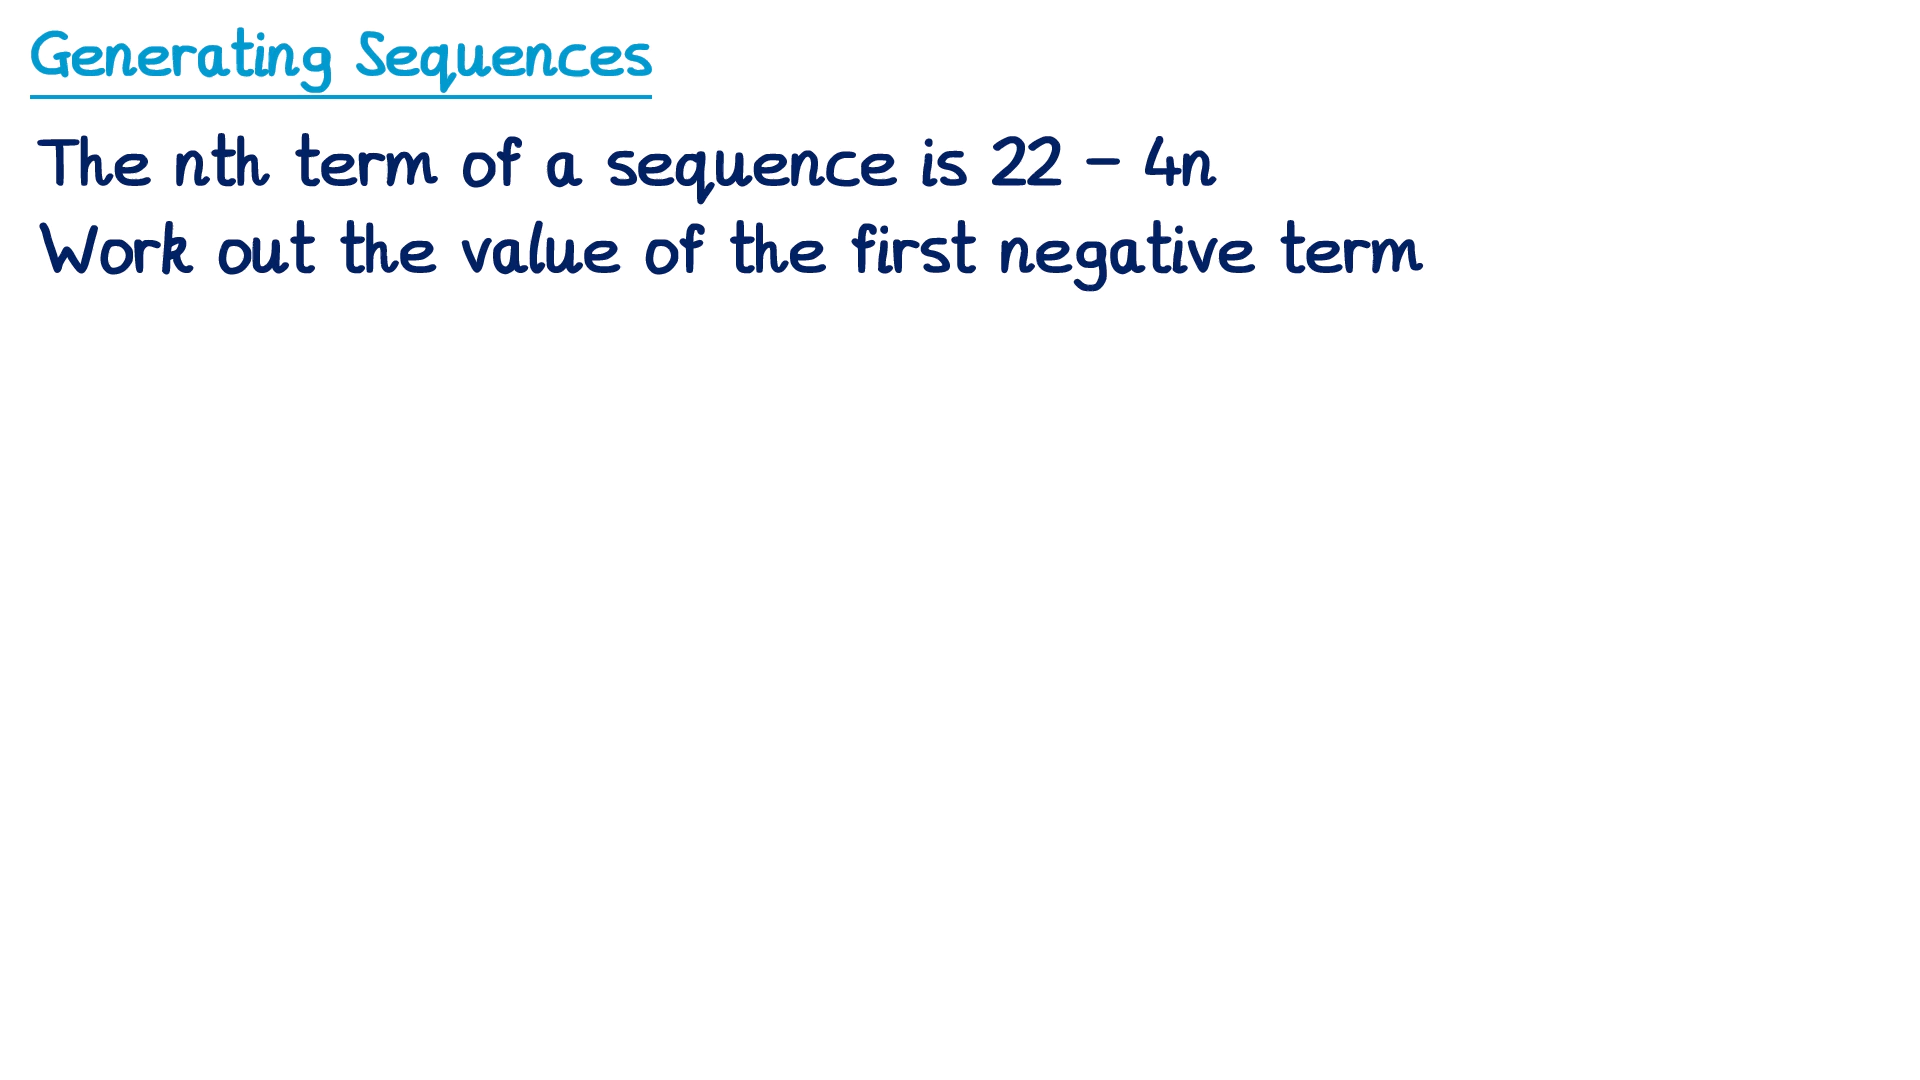 Generating Sequences
The nth term of a sequence is 22 – 4n
Work out the value of the first negative term